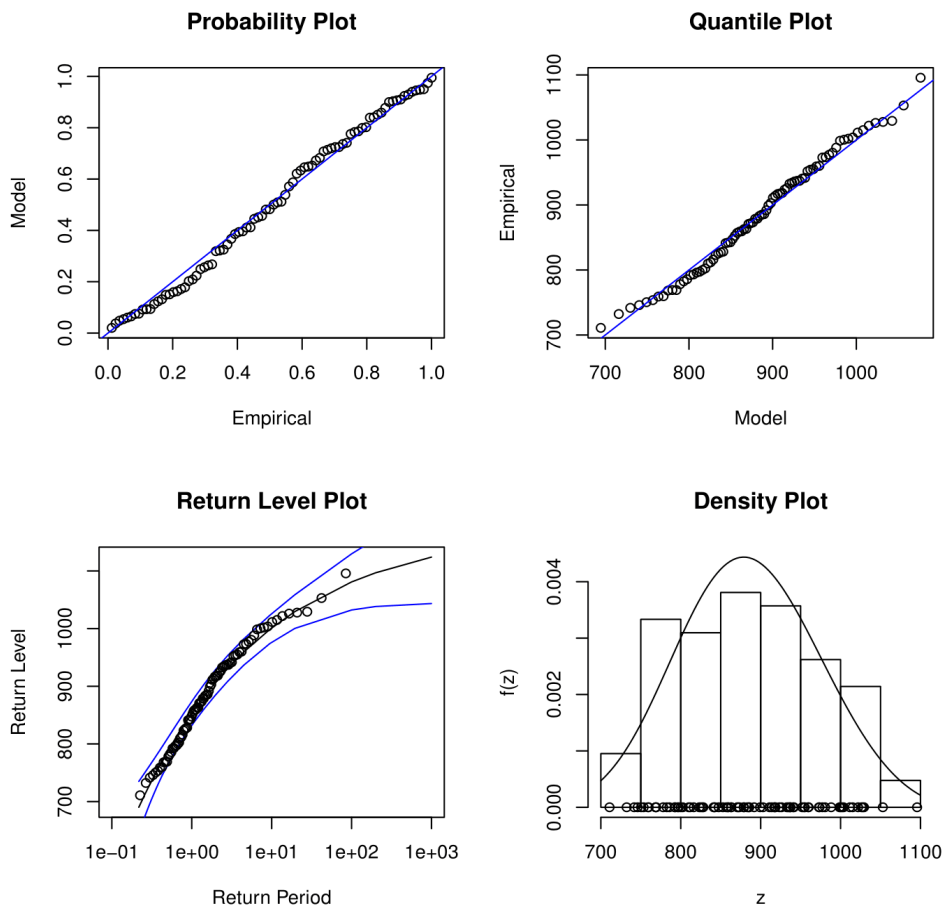 Probability Plot
Model
0.0 0.2 0.4 0.6 0.8 1.0
0.0 0.2 0.4 0.6 0.8 1.0
Empirical
Quantile Plot
Empirical
700 800 900 1000 1100
700 800 900 1000
Model
Return Level Plot
Return Level
700 800 900 1000
1e−01 1e+00 1e+01 1e+02 1e+03
Return Period
Density Plot
f(z)
0.000 0.002 0.004
700 800 900 1000 1100
z